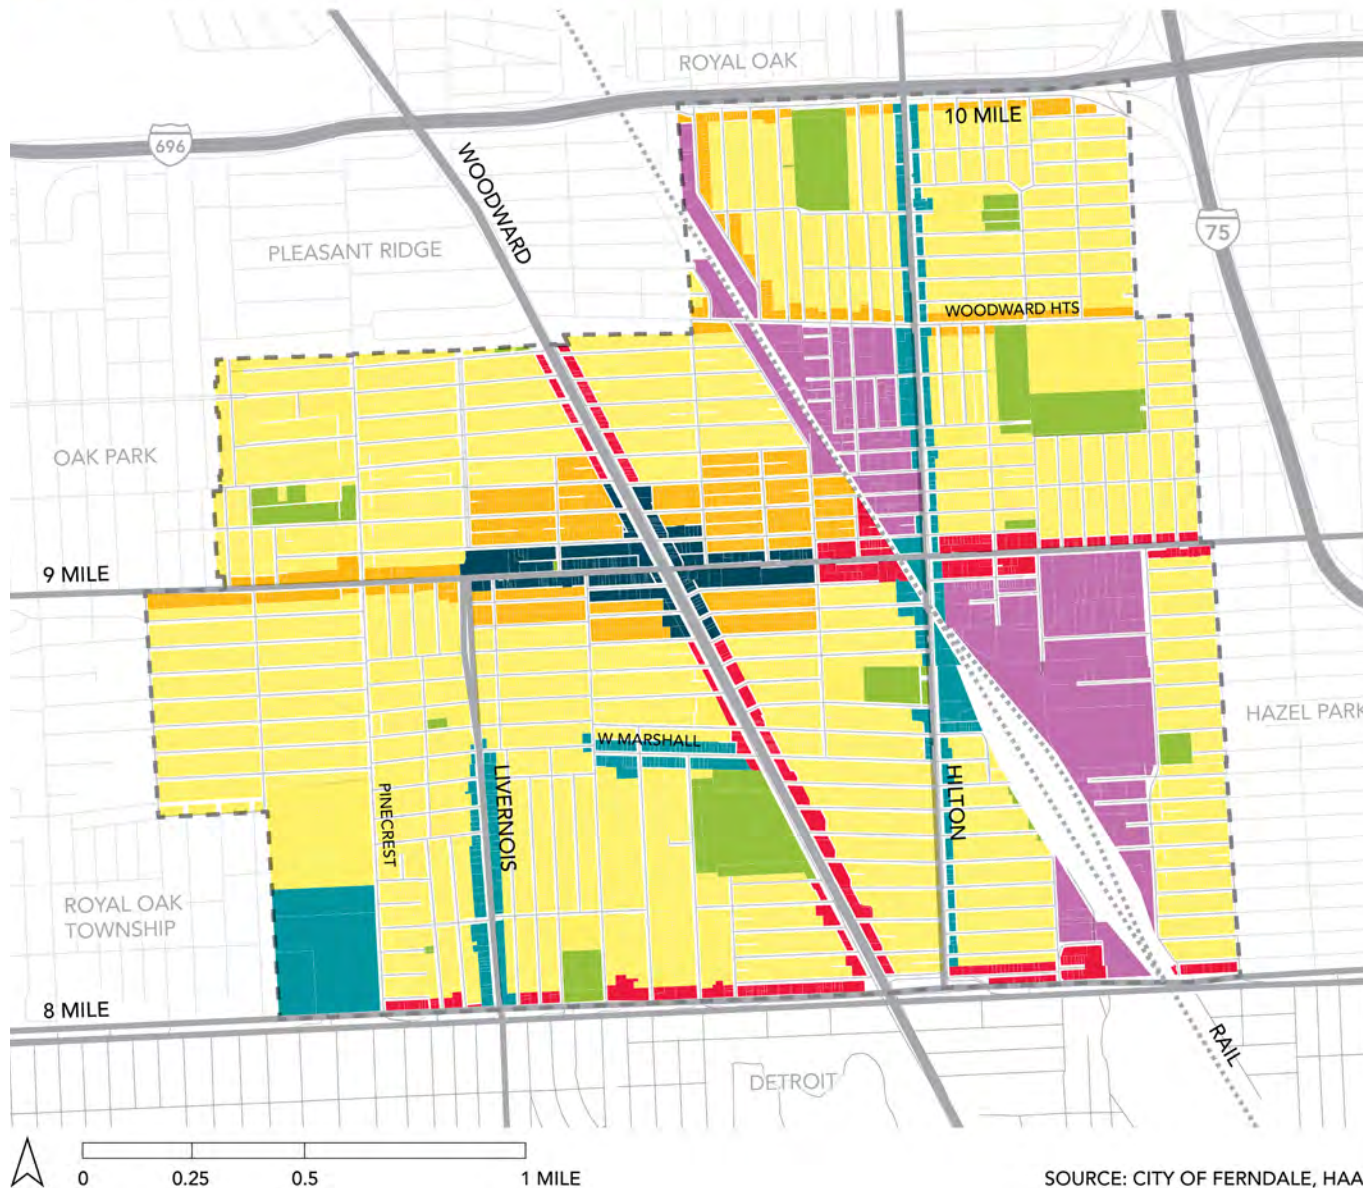 ROYAL OAK
696
WOODWARD
10 MILE
PLEASANT RIDGE
75
WOODWARD HTS
OAK PARK
9 MILE
HAZEL PARK
W MARSHALL
PINECREST
LIVERNOIS
HILTON
ROYAL OAK
TOWNSHIP
8 MILE
RAIL
DETROIT
0 0.25 0.5 1 MILE
SOURCE: CITY OF FERNDALE, HAA